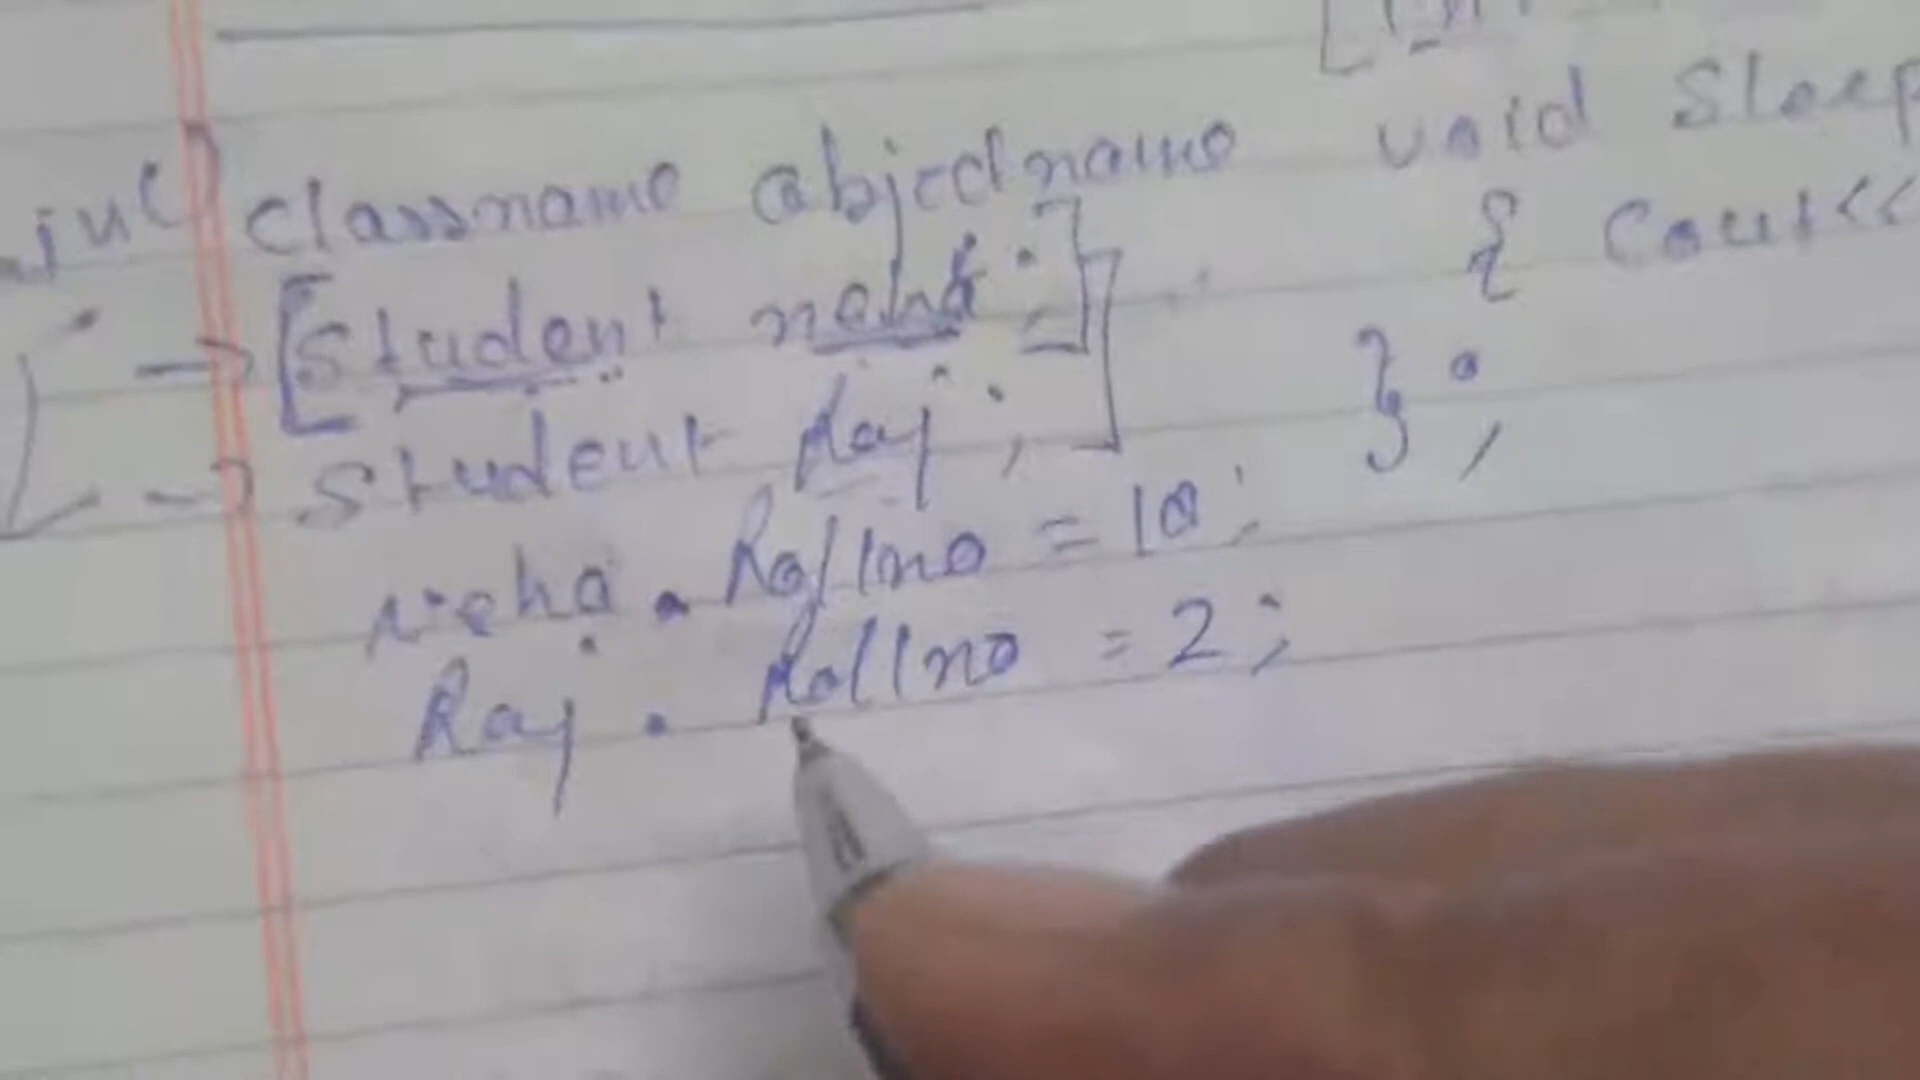 classname objectname
[Student neha;]
Student Raj;
neha.Rollno = 10;
Raj.Rollno = 2;
void Sleep
{ Cout<<
};